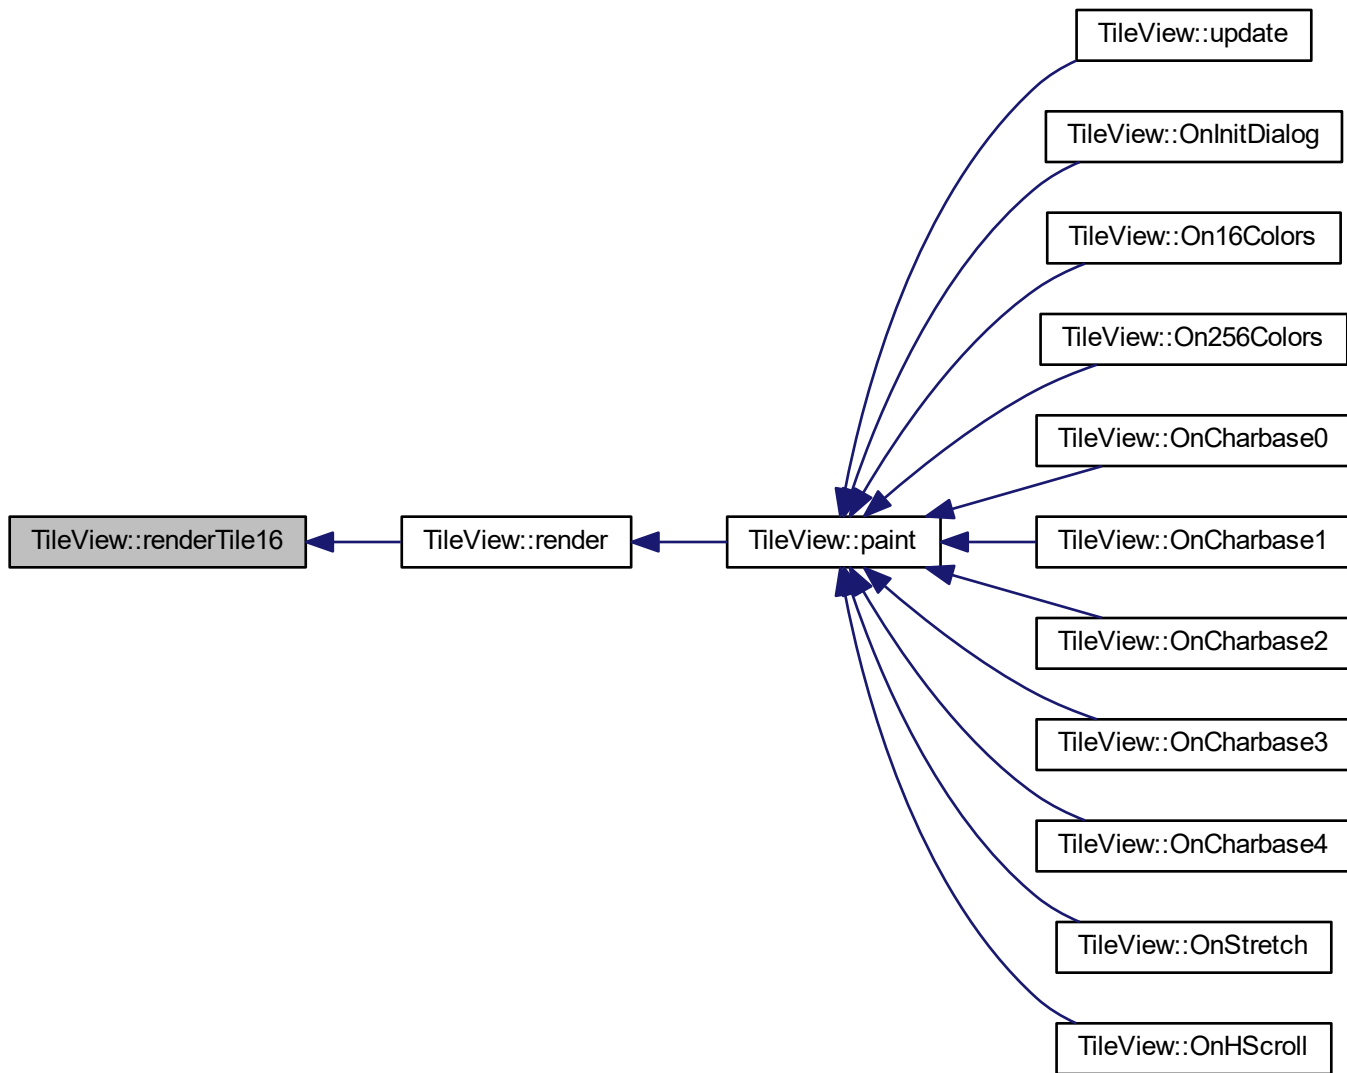 TileView::update
TileView::OnInitDialog
TileView::On16Colors
TileView::On256Colors
TileView::OnCharbase0
TileView::renderTile16
TileView::render
TileView::paint
TileView::OnCharbase1
TileView::OnCharbase2
TileView::OnCharbase3
TileView::OnCharbase4
TileView::OnStretch
TileView::OnHScroll